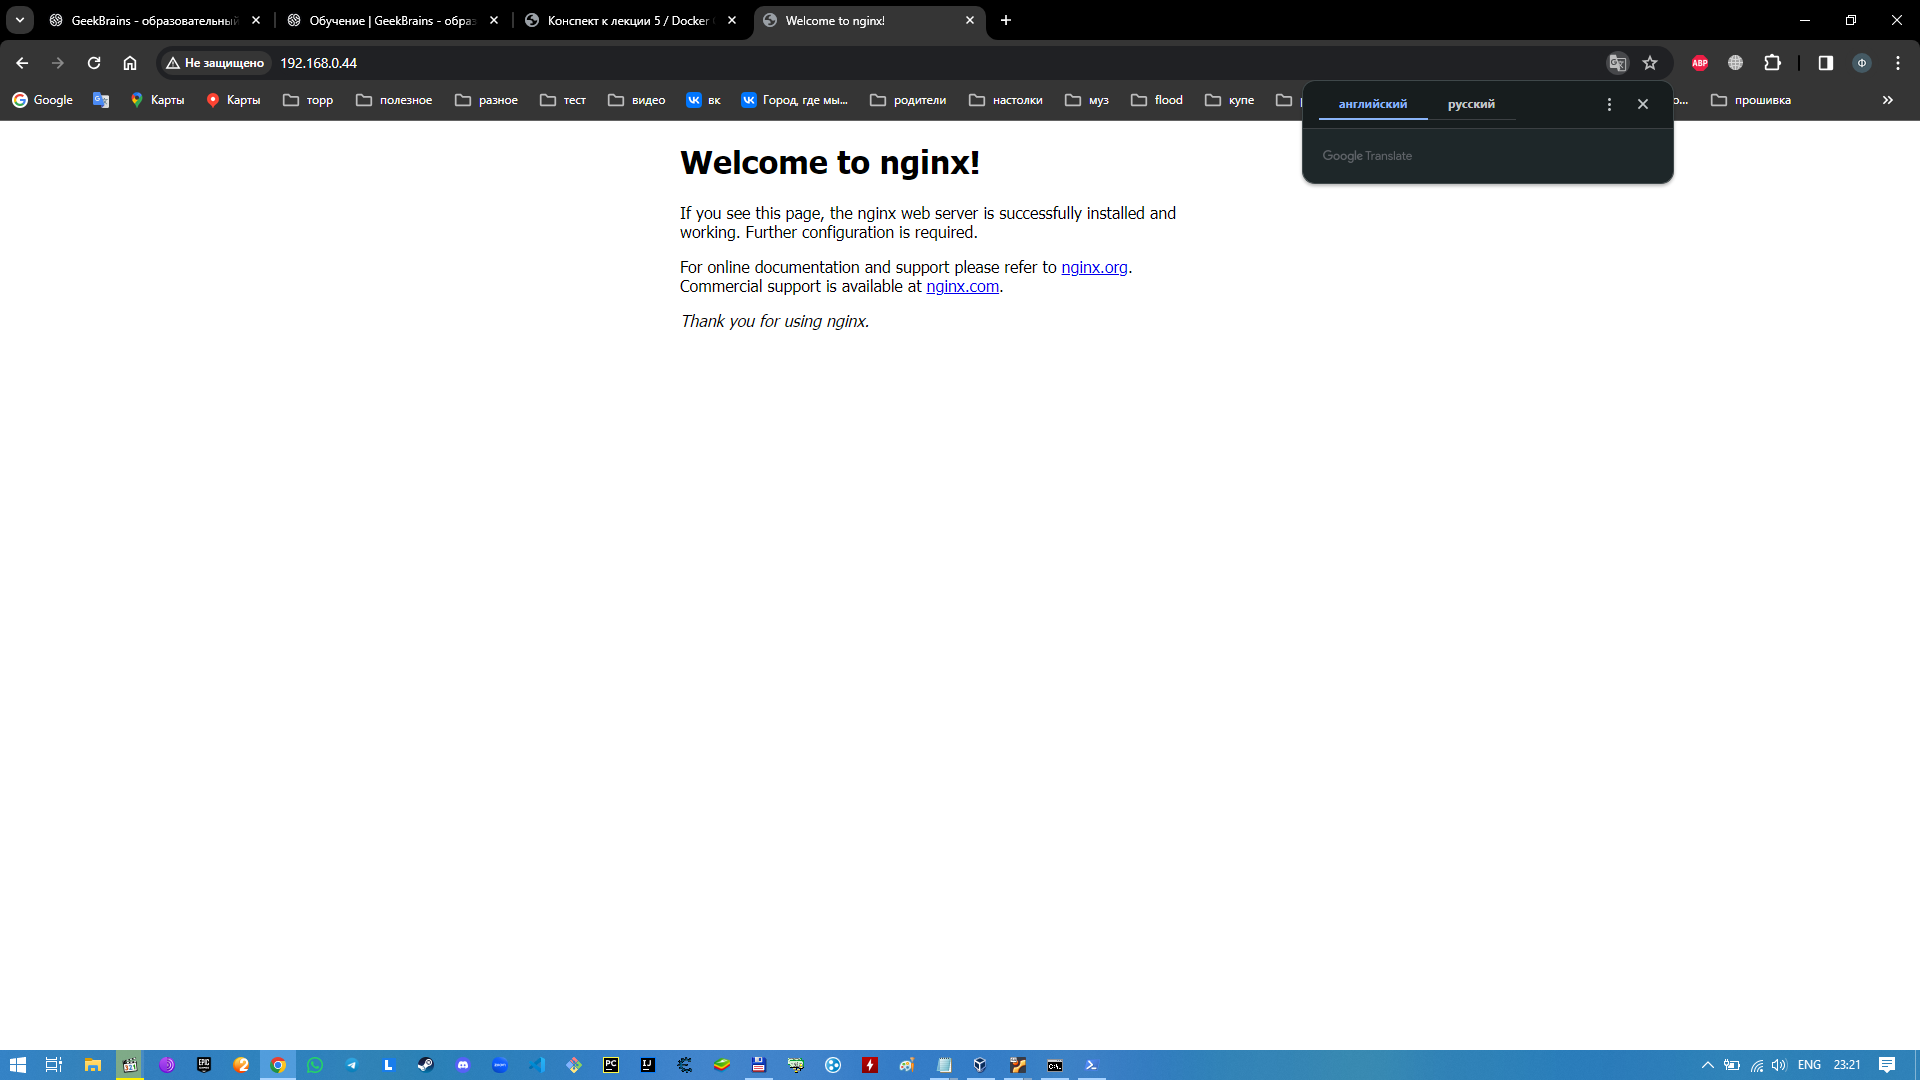 GeekBrains - образовательный
Обучение | GeekBrains - образ
Конспект к лекции 5 / Docker
Welcome to nginx!
Не защищено
192.168.0.44
ABP
Ф
Google
Карты
Карты
торр
полезное
разное
тест
видео
вк
Город, где мы...
родители
настолки
муз
flood
купе
прошивка
английский
русский
Google Translate
Welcome to nginx!
If you see this page, the nginx web server is successfully installed and
working. Further configuration is required.
For online documentation and support please refer to nginx.org.
Commercial support is available at nginx.com.
Thank you for using nginx.
ENG
23:21